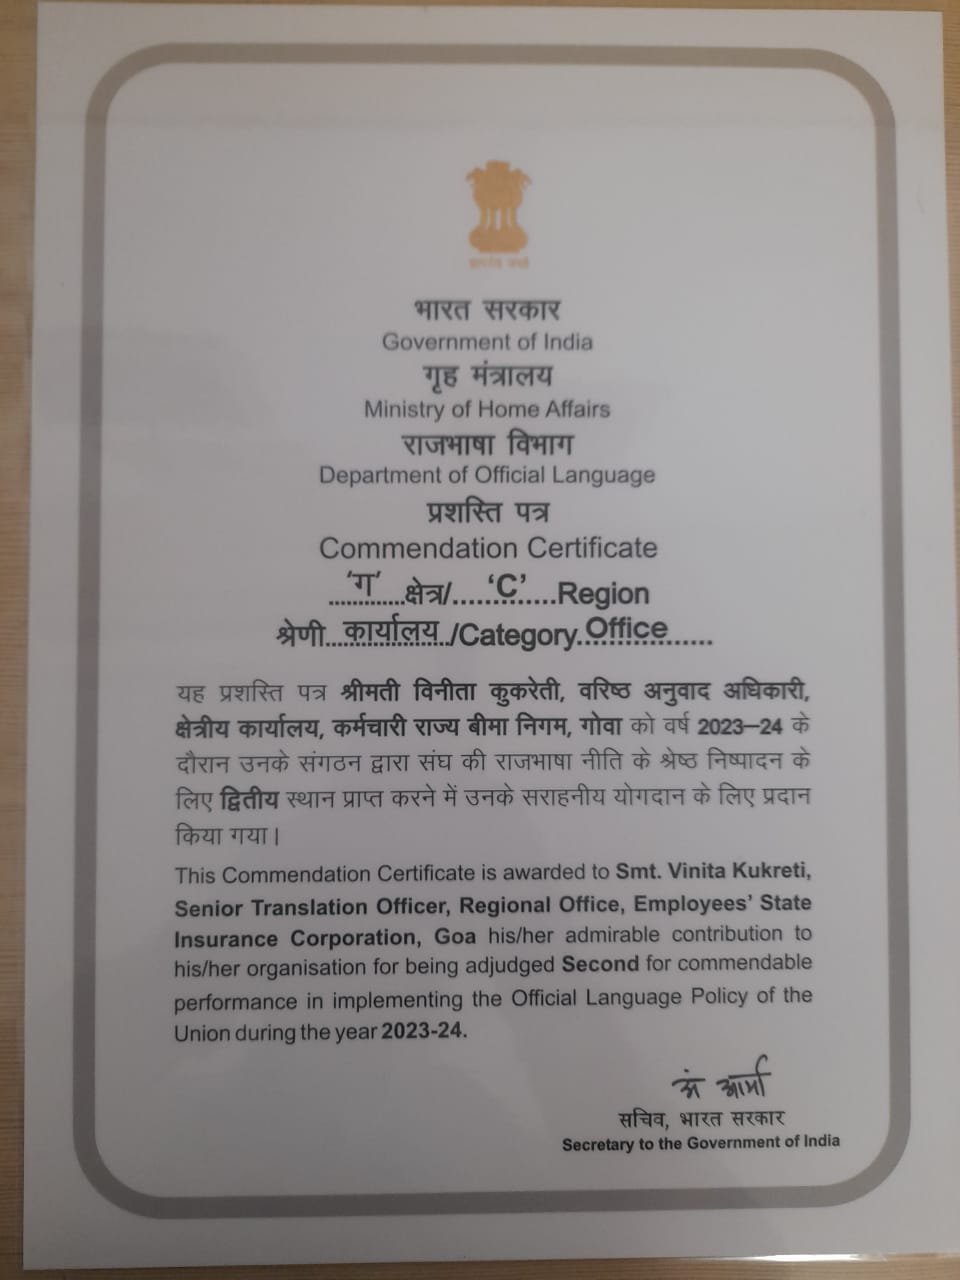 भारत सरकार
Government of India
गृह मंत्रालय
Ministry of Home Affairs
राजभाषा विभाग
Department of Official Language
प्रशस्ति पत्र
Commendation Certificate
.............'ग'....क्षेत्र/......'C'......Region
श्रेणी...कार्यालय../Category..Office.......
यह प्रशस्ति पत्र श्रीमती विनीता कुकरेती, वरिष्ठ अनुवाद अधिकारी,
क्षेत्रीय कार्यालय, कर्मचारी राज्य बीमा निगम, गोवा को वर्ष 2023–24 के
दौरान उनके संगठन द्वारा संघ की राजभाषा नीति के श्रेष्ठ निष्पादन के
लिए द्वितीय स्थान प्राप्त करने में उनके सराहनीय योगदान के लिए प्रदान
किया गया।
This Commendation Certificate is awarded to Smt. Vinita Kukreti,
Senior Translation Officer, Regional Office, Employees' State
Insurance Corporation, Goa his/her admirable contribution to
his/her organisation for being adjudged Second for commendable
performance in implementing the Official Language Policy of the
Union during the year 2023-24.
सचिव, भारत सरकार
Secretary to the Government of India